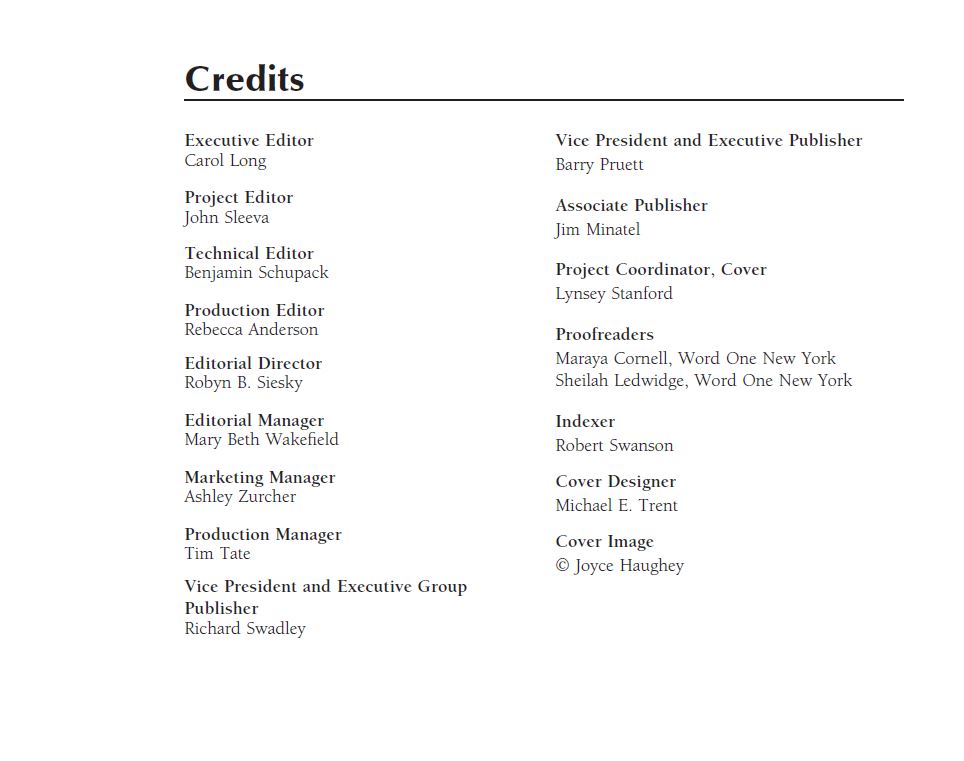 Credits
Executive Editor
Carol Long
Project Editor
John Sleeva
Technical Editor
Benjamin Schupack
Production Editor
Rebecca Anderson
Editorial Director
Robyn B. Siesky
Editorial Manager
Mary Beth Wakefield
Marketing Manager
Ashley Zurcher
Production Manager
Tim Tate
Vice President and Executive Group
Publisher
Richard Swadley
Vice President and Executive Publisher
Barry Pruett
Associate Publisher
Jim Minatel
Project Coordinator, Cover
Lynsey Stanford
Proofreaders
Maraya Cornell, Word One New York
Sheilah Ledwidge, Word One New York
Indexer
Robert Swanson
Cover Designer
Michael E. Trent
Cover Image
© Joyce Haughey